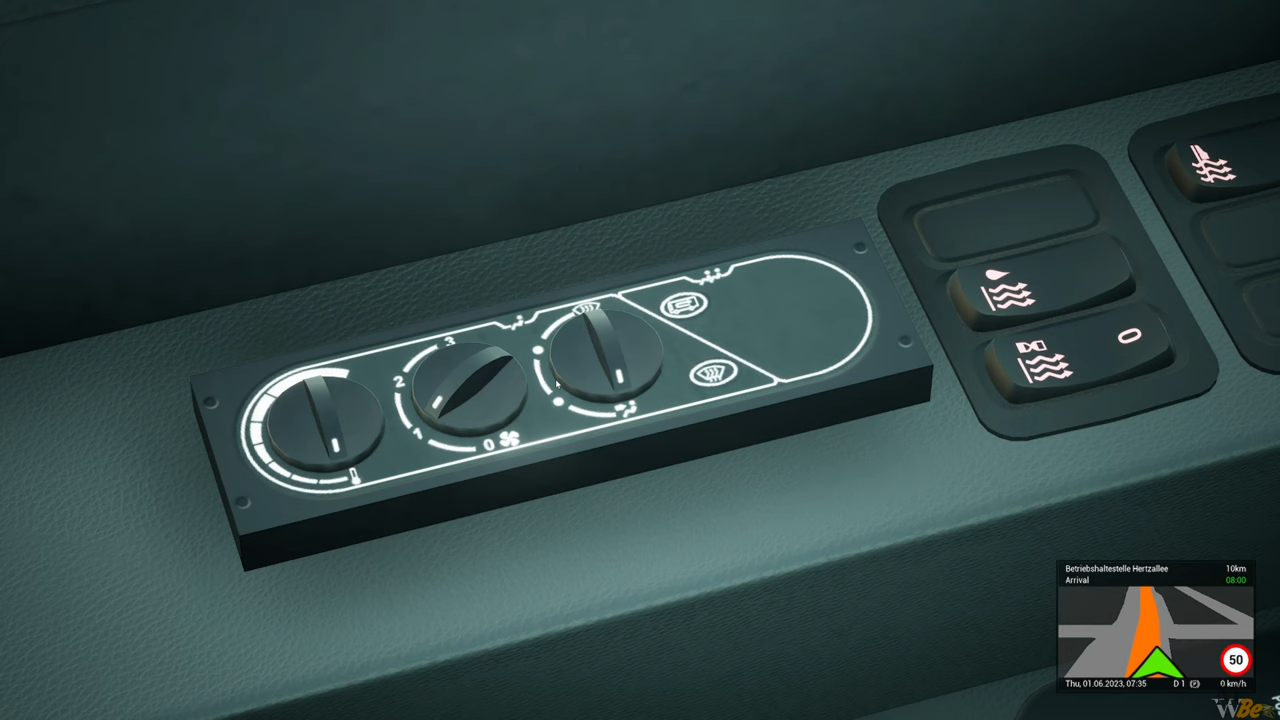 3
2
1
0
0
Betriebshaltestelle Hertzallee 10km
Arrival 08:00
50
Thu, 01.06.2023, 07:35 D 1 P 0 km/h